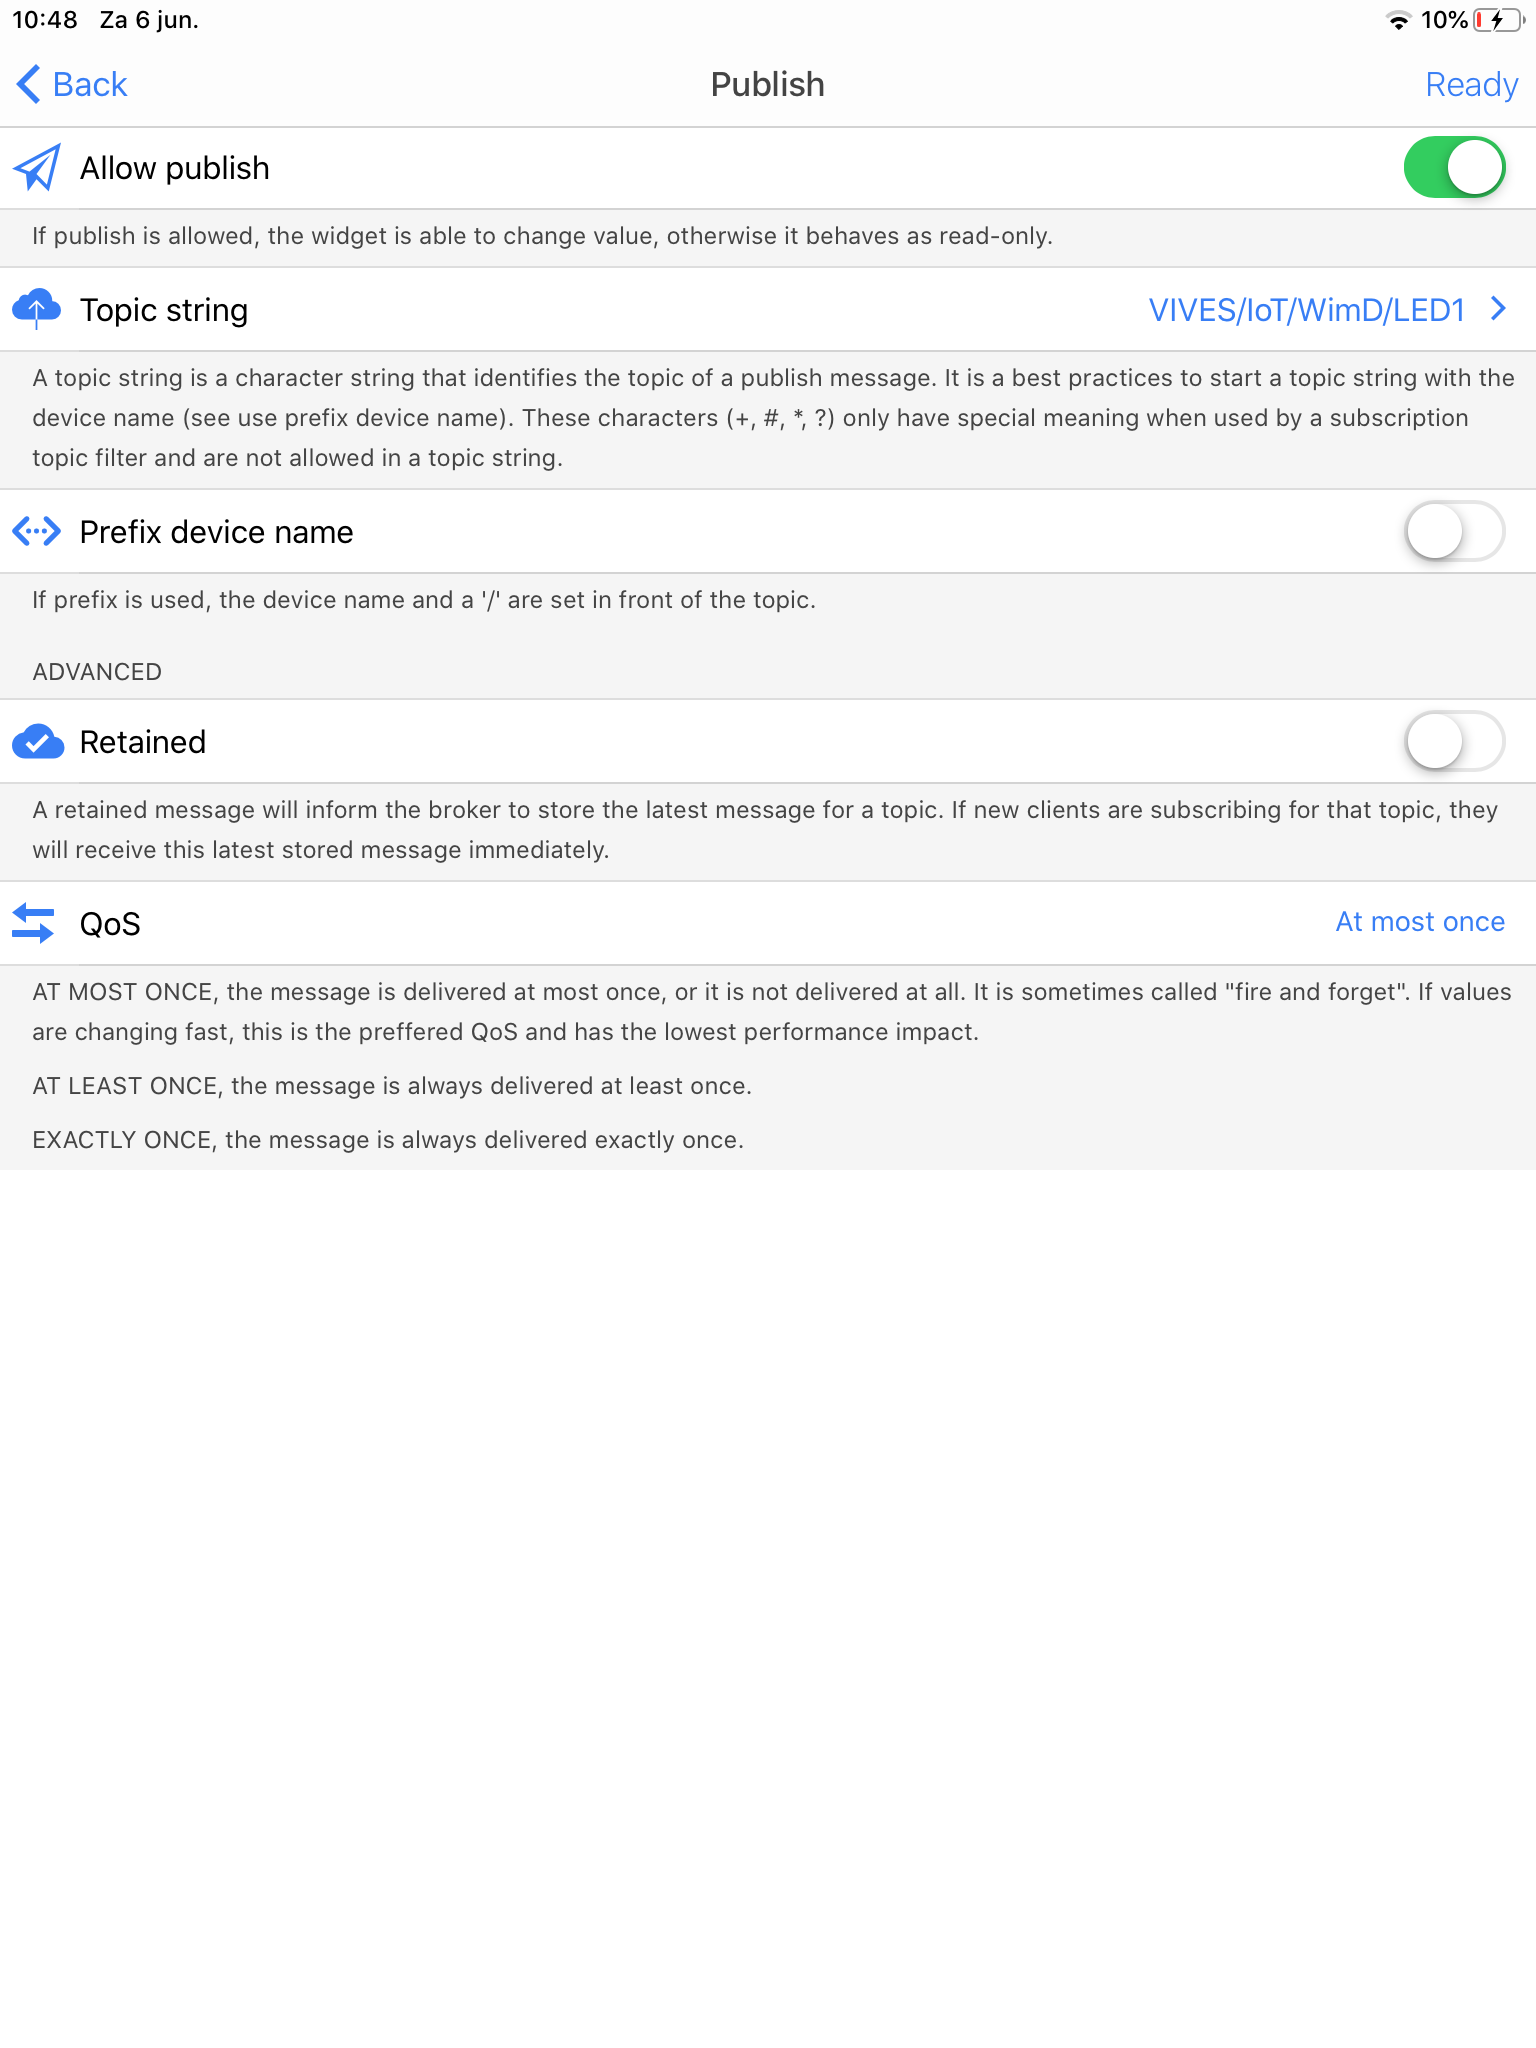 10:48 Za 6 jun. 10%
Back Publish Ready
Allow publish
If publish is allowed, the widget is able to change value, otherwise it behaves as read-only.
Topic string VIVES/IoT/WimD/LED1
A topic string is a character string that identifies the topic of a publish message. It is a best practices to start a topic string with the
device name (see use prefix device name). These characters (+, #, *, ?) only have special meaning when used by a subscription
topic filter and are not allowed in a topic string.
Prefix device name
If prefix is used, the device name and a '/' are set in front of the topic.
ADVANCED
Retained
A retained message will inform the broker to store the latest message for a topic. If new clients are subscribing for that topic, they
will receive this latest stored message immediately.
QoS At most once
AT MOST ONCE, the message is delivered at most once, or it is not delivered at all. It is sometimes called "fire and forget". If values
are changing fast, this is the preffered QoS and has the lowest performance impact.
AT LEAST ONCE, the message is always delivered at least once.
EXACTLY ONCE, the message is always delivered exactly once.